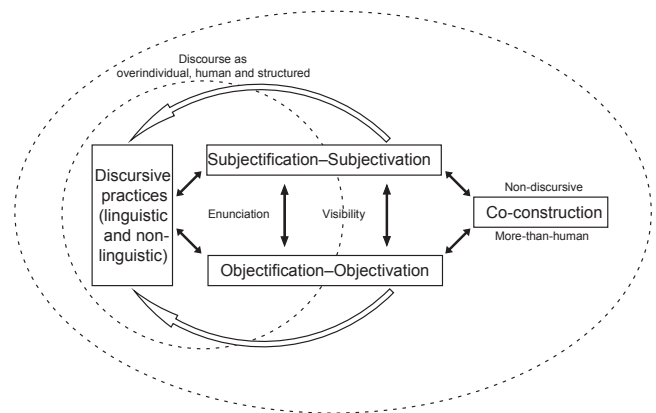 Discourse as
overindividual, human and structured
Subjectification–Subjectivation
Discursive
practices
(linguistic
and non-
linguistic)
Enunciation
Visibility
Non-discursive
Co-construction
More-than-human
Objectification–Objectivation